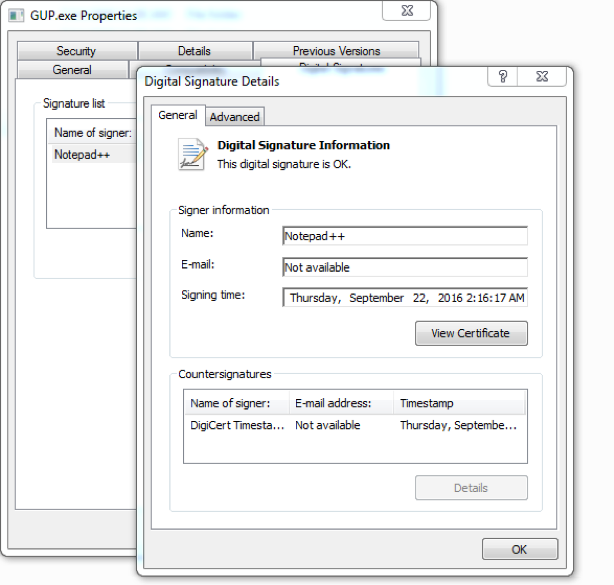 GUP.exe Properties
Security Details Previous Versions
General
Signature list
Name of signer:
Notepad++
Digital Signature Details
General Advanced
Digital Signature Information
This digital signature is OK.
Signer information
Name: Notepad++
E-mail: Not available
Signing time: Thursday, September 22, 2016 2:16:17 AM
View Certificate
Countersignatures
Name of signer: E-mail address: Timestamp
DigiCert Timesta... Not available Thursday, Septembe...
Details
OK